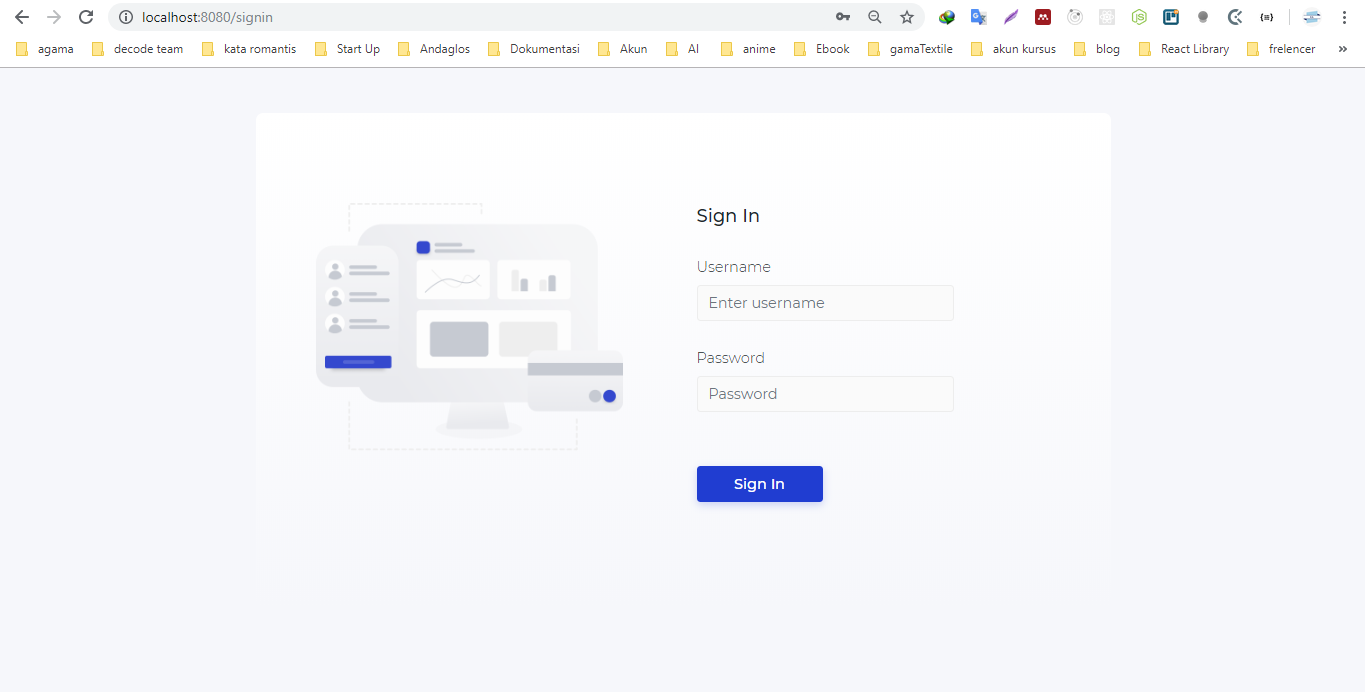 localhost:8080/signin
agama decode team kata romantis Start Up Andaglos Dokumentasi Akun AI anime Ebook gamaTextile akun kursus blog React Library frelencer »
Sign In
Username
Enter username
Password
Password
Sign In